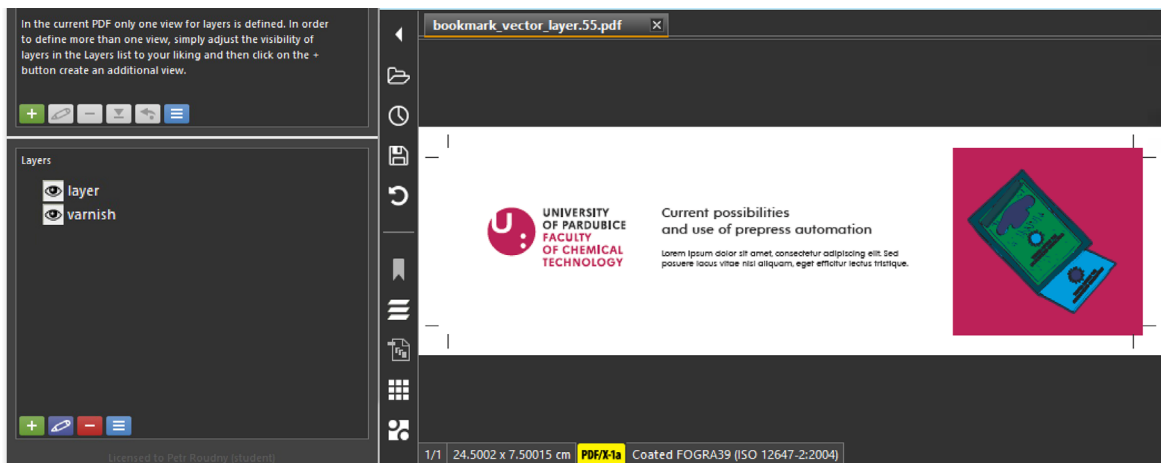 In the current PDF only one view for layers is defined. In order
to define more than one view, simply adjust the visibility of
layers in the Layers list to your liking and then click on the +
button create an additional view.
Layers
layer
varnish
Licensed to Petr Roudny (student)
bookmark_vector_layer.55.pdf
U:
UNIVERSITY
OF PARDUBICE
FACULTY
OF CHEMICAL
TECHNOLOGY
Current possibilities
and use of prepress automation
Lorem ipsum dolor sit amet, consectetur adipiscing elit. Sed
posuere lacus vitae nisl aliquam, eget efficitur lectus tristique.
1/1 24.5002 x 7.50015 cm PDF/X-1a Coated FOGRA39 (ISO 12647-2:2004)